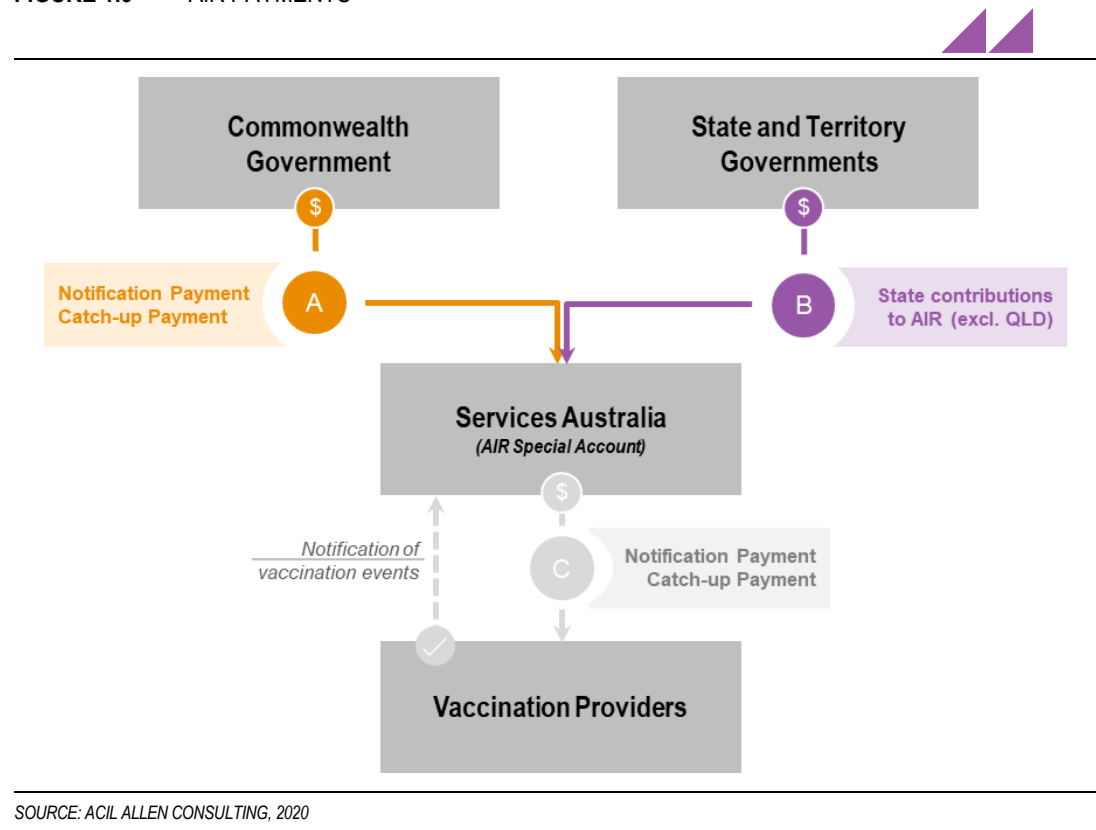 Commonwealth
Government
State and Territory
Governments
$
$
Notification Payment
Catch-up Payment
A
B
State contributions
to AIR (excl. QLD)
Services Australia
(AIR Special Account)
$
Notification of
vaccination events
C
Notification Payment
Catch-up Payment
Vaccination Providers
SOURCE: ACIL ALLEN CONSULTING, 2020